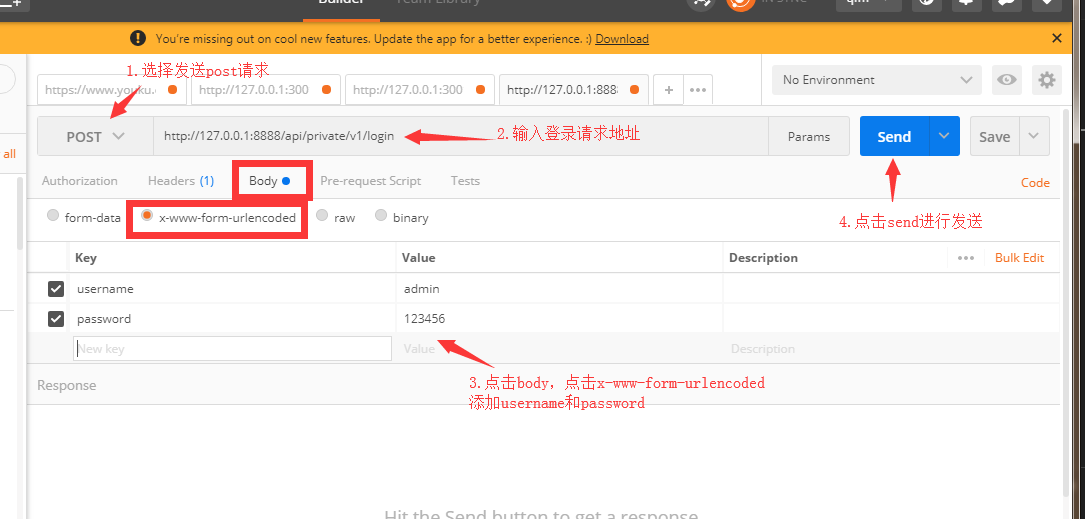 Builder Team Library IN SYNC
You're missing out on cool new features. Update the app for a better experience. :) Download
1.选择发送post请求
https://www.youku. http://127.0.0.1:300 http://127.0.0.1:300 http://127.0.0.1:888 + ••• No Environment
POST http://127.0.0.1:8888/api/private/v1/login 2.输入登录请求地址 Params Send Save
all
Authorization Headers (1) Body Pre-request Script Tests Code
form-data x-www-form-urlencoded raw binary
4.点击send进行发送
Key Value Description ••• Bulk Edit
username admin
password 123456
New key Value Description
3.点击body，点击x-www-form-urlencoded
添加username和password
Response
Hit the Send button to get a response